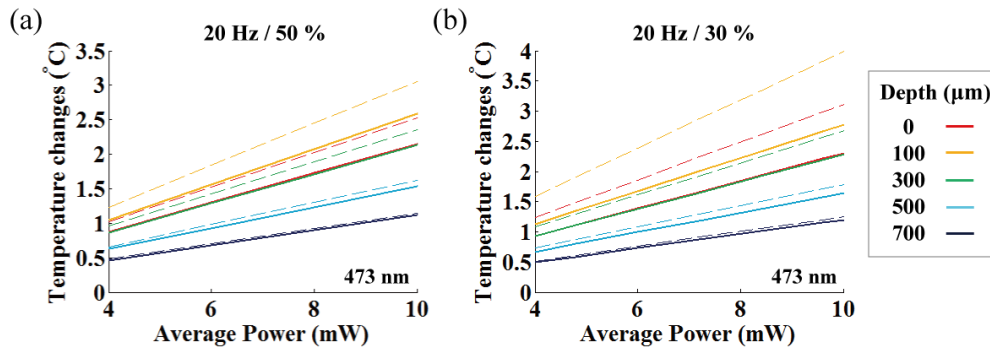 (a)
20 Hz / 50 %
Temperature changes (˚C)
3.5
3
2.5
2
1.5
1
0.5
0
4
6
8
10
473 nm
Average Power (mW)
(b)
20 Hz / 30 %
Temperature changes (˚C)
4
3.5
3
2.5
2
1.5
1
0.5
0
4
6
8
10
473 nm
Average Power (mW)
Depth (µm)
0
100
300
500
700